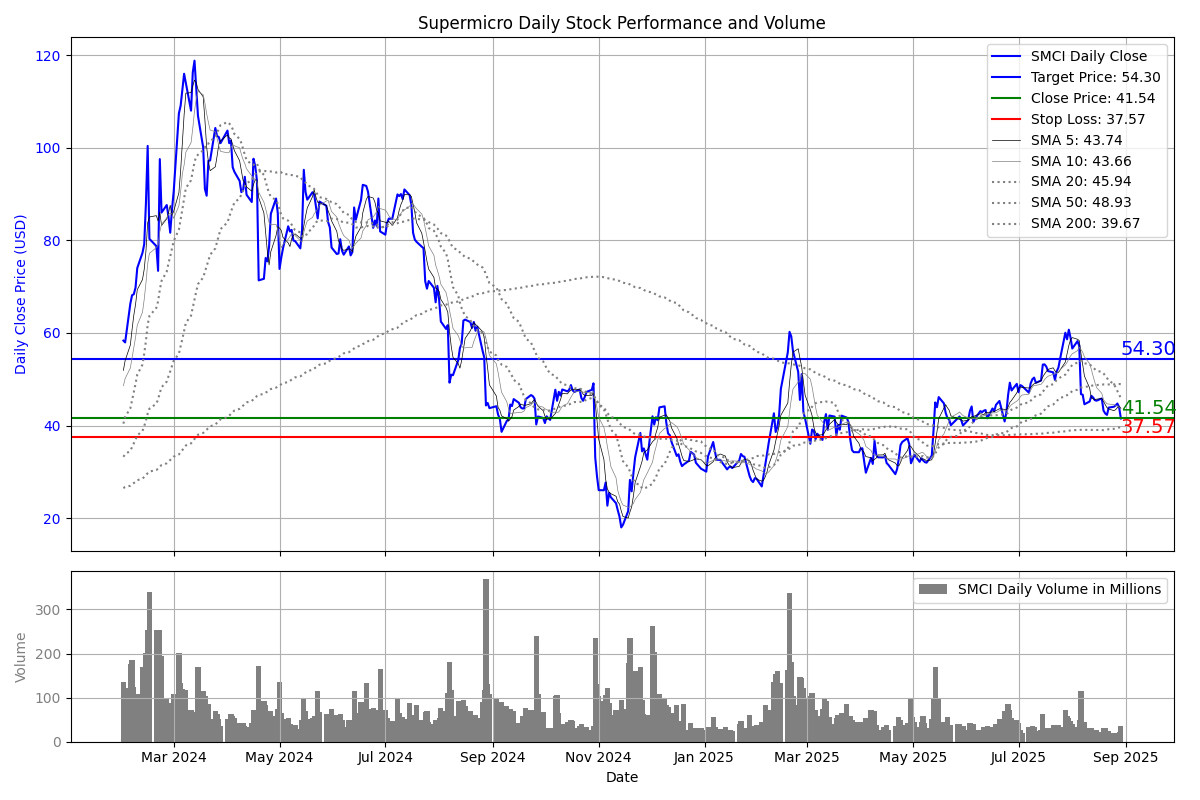 Supermicro Daily Stock Performance and Volume
120
100
80
60
40
20
Daily Close Price (USD)
SMCI Daily Close
Target Price: 54.30
Close Price: 41.54
Stop Loss: 37.57
SMA 5: 43.74
SMA 10: 43.66
SMA 20: 45.94
SMA 50: 48.93
SMA 200: 39.67
54.30
41.54
37.57
300
200
100
0
Volume
SMCI Daily Volume in Millions
Mar 2024
May 2024
Jul 2024
Sep 2024
Nov 2024
Jan 2025
Mar 2025
May 2025
Jul 2025
Sep 2025
Date